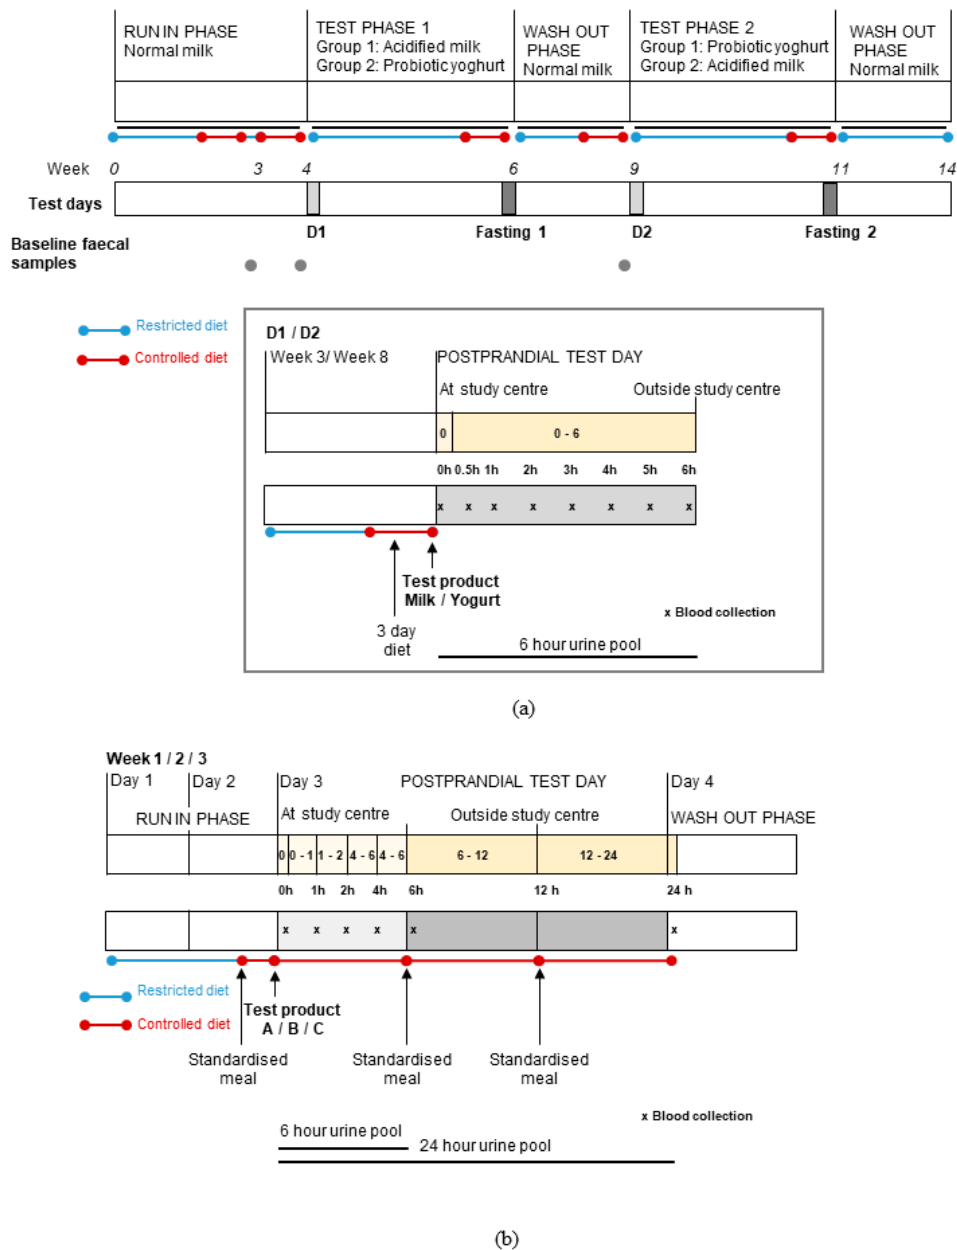 RUN IN PHASE
Normal milk
TEST PHASE 1
Group 1: Acidified milk
Group 2: Probiotic yoghurt
WASH OUT
PHASE
Normal milk
TEST PHASE 2
Group 1: Probiotic yoghurt
Group 2: Acidified milk
WASH OUT
PHASE
Normal milk
Week 0 3 4 6 9 11 14
Test days
D1 Fasting 1 D2 Fasting 2
Baseline faecal
samples
Restricted diet
Controlled diet
D1 / D2
Week 3/ Week 8 POSTPRANDIAL TEST DAY
At study centre Outside study centre
0 0 - 6
0h 0.5h 1h 2h 3h 4h 5h 6h
x x x x x x x x
Test product
Milk / Yogurt
x Blood collection
3 day
diet
6 hour urine pool
(a)
Week 1 / 2 / 3
Day 1 Day 2 Day 3 POSTPRANDIAL TEST DAY Day 4
RUN IN PHASE At study centre Outside study centre WASH OUT PHASE
0 0 - 1 1 - 2 4 - 6 4 - 6 6 - 12 12 - 24
0h 1h 2h 4h 6h 12 h 24 h
x x x x x x
Restricted diet
Controlled diet
Test product
A / B / C
Standardised
meal
Standardised
meal
Standardised
meal
x Blood collection
6 hour urine pool
24 hour urine pool
(b)